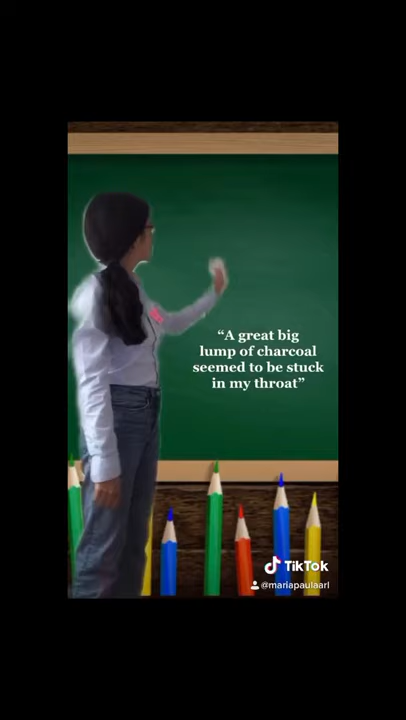 “A great big
lump of charcoal
seemed to be stuck
in my throat”
TikTok
@mariapaulaarl